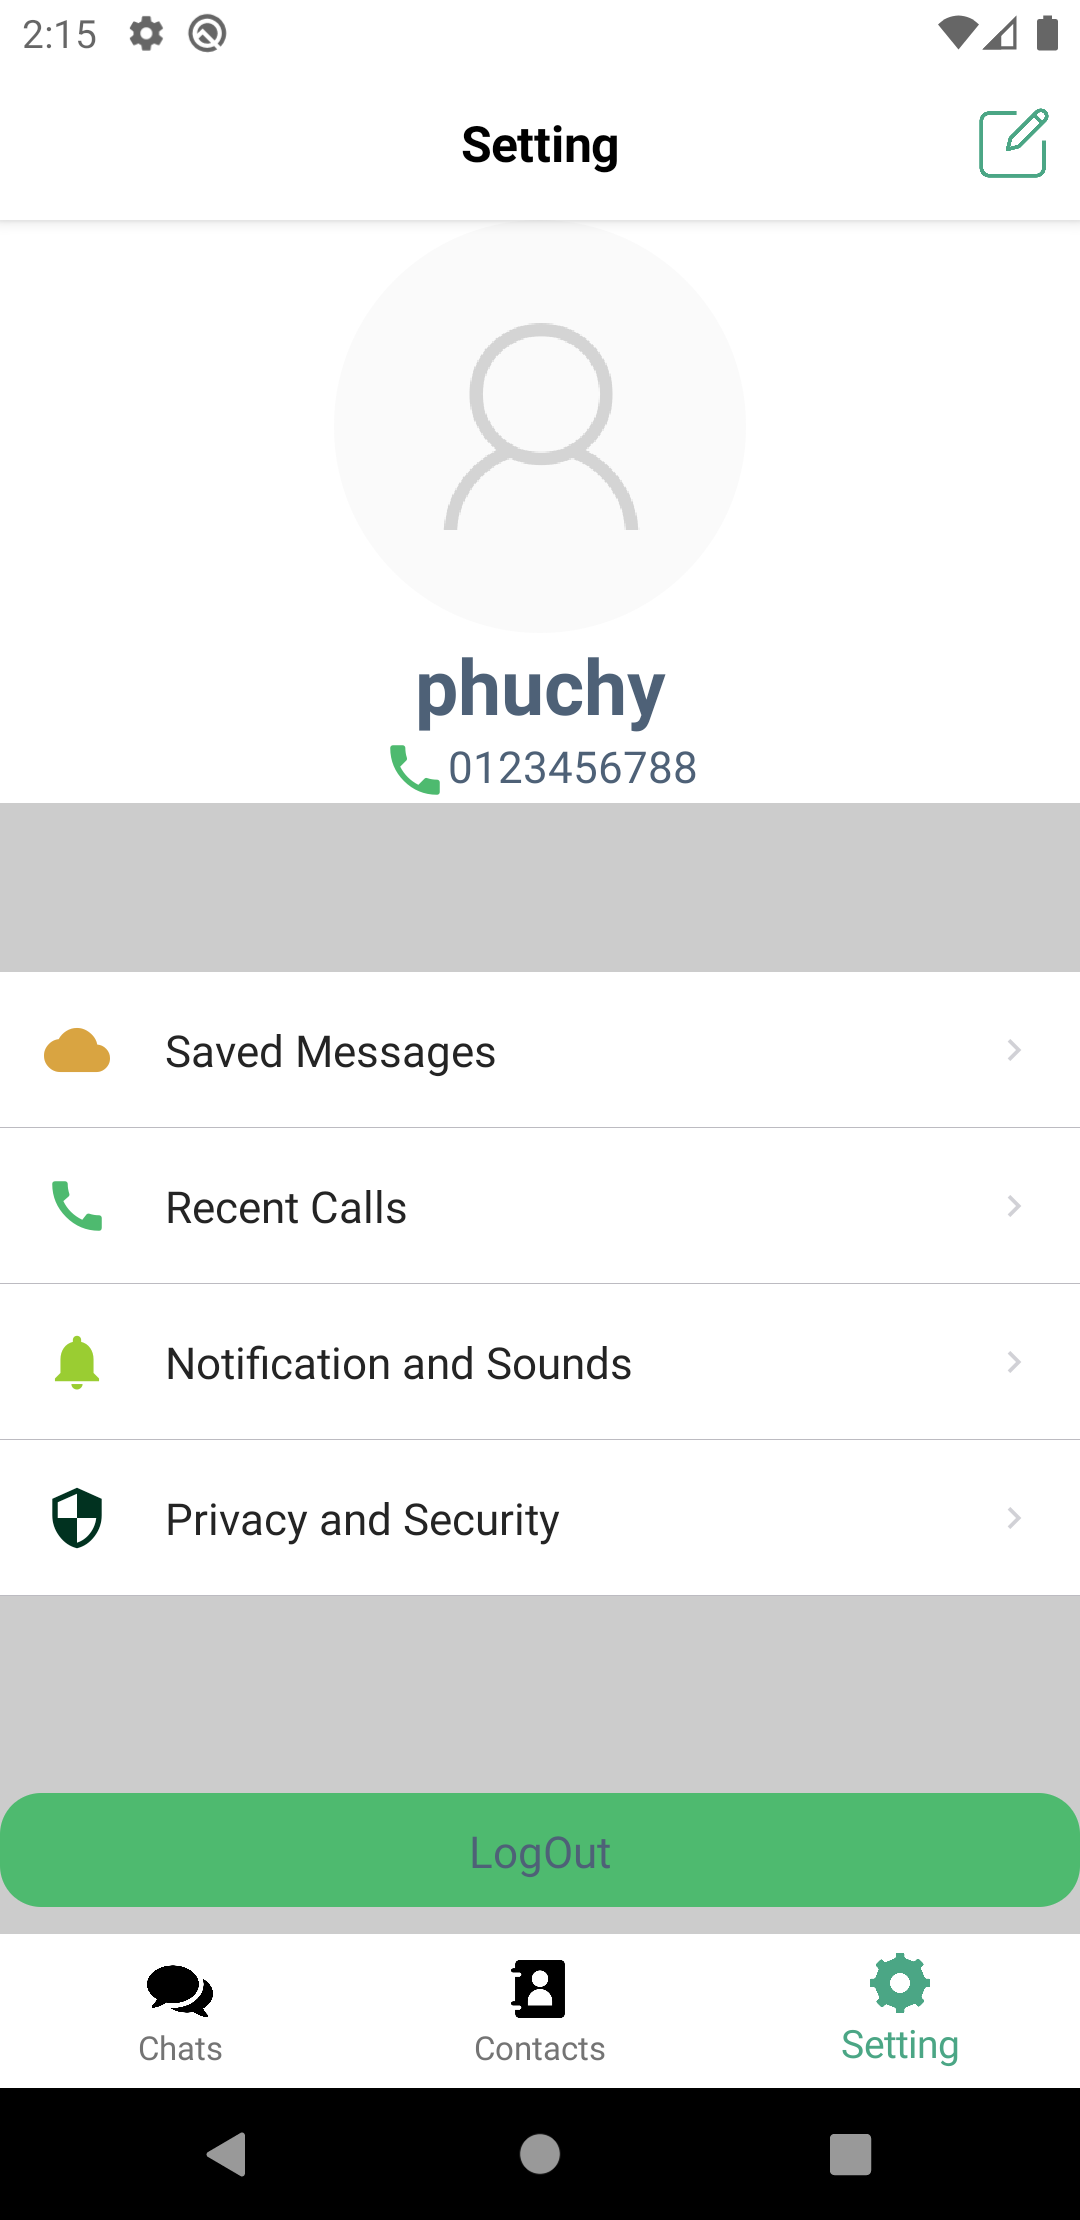 2:15
Setting
phuchy
0123456788
Saved Messages
Recent Calls
Notification and Sounds
Privacy and Security
LogOut
Chats
Contacts
Setting